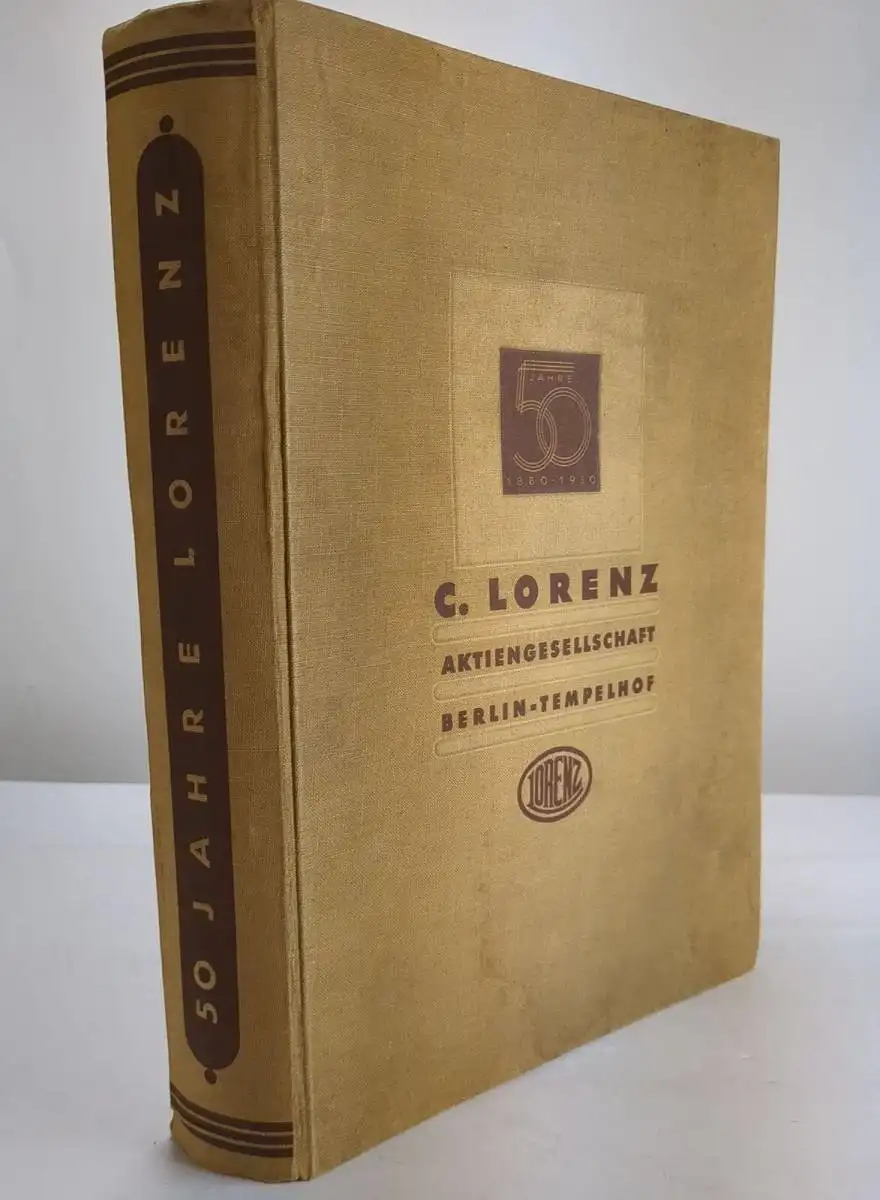 50 JAHRE LORENZ
JAHRE
50
1880-1930
C. LORENZ
AKTIENGESELLSCHAFT
BERLIN-TEMPELHOF
LORENZ